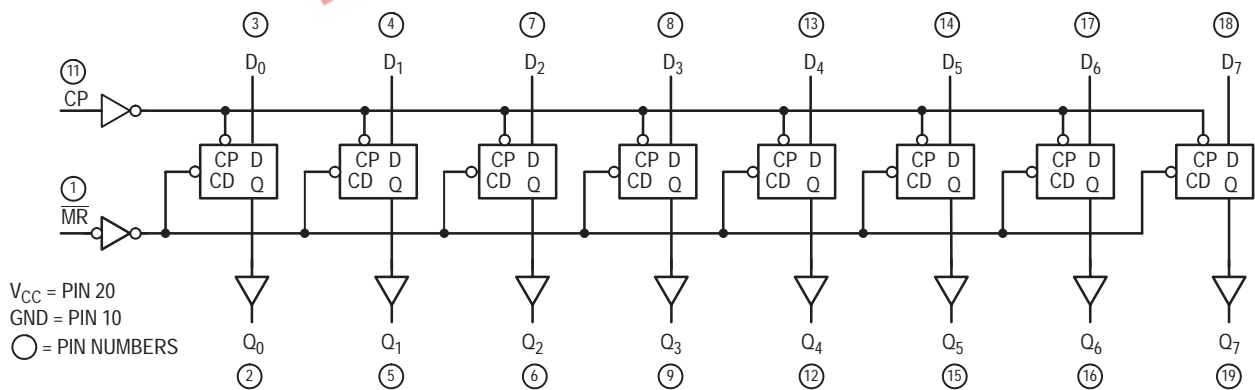 3 4 7 8 13 14 17 18
D0 D1 D2 D3 D4 D5 D6 D7
11
CP
CP D CP D CP D CP D CP D CP D CP D CP D
CD Q CD Q CD Q CD Q CD Q CD Q CD Q CD Q
1
MR
VCC = PIN 20
GND = PIN 10
= PIN NUMBERS
Q0 Q1 Q2 Q3 Q4 Q5 Q6 Q7
2 5 6 9 12 15 16 19